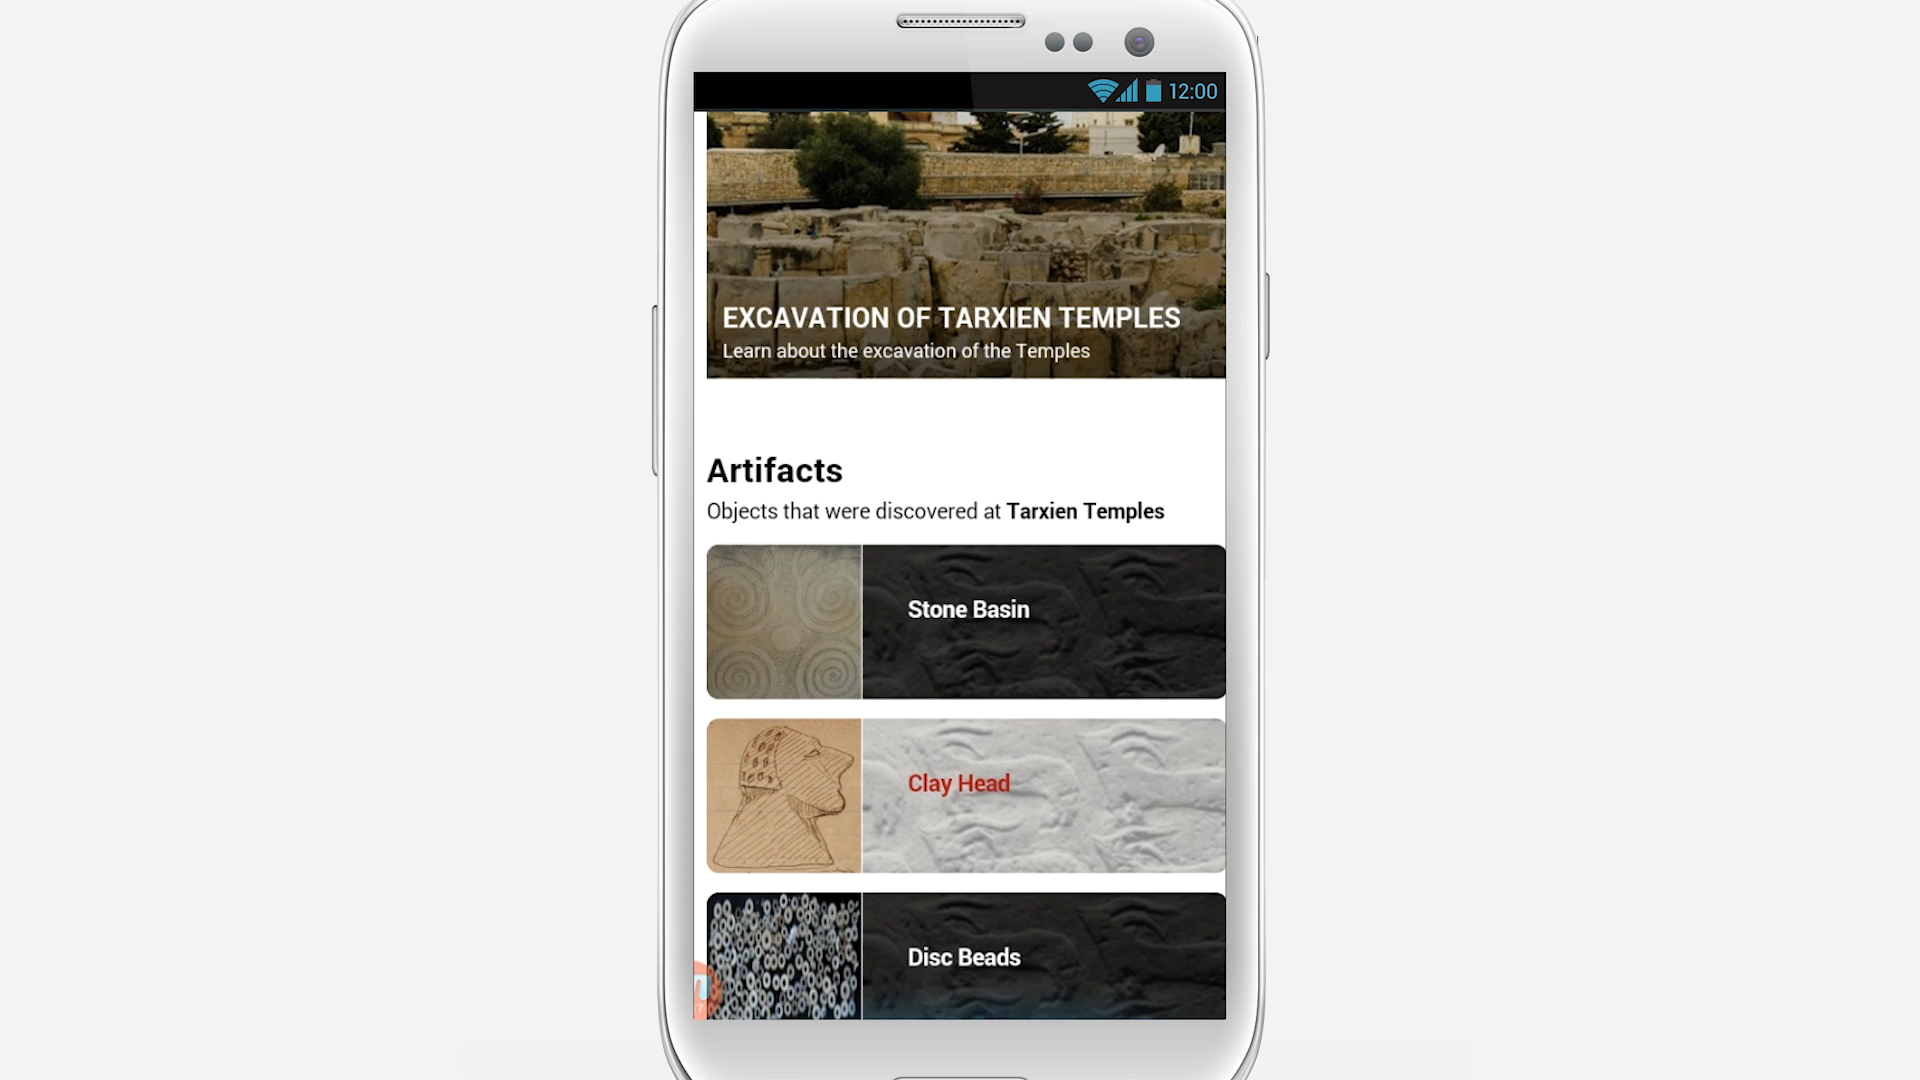 12:00
EXCAVATION OF TARXIEN TEMPLES
Learn about the excavation of the Temples
Artifacts
Objects that were discovered at Tarxien Temples
Stone Basin
Clay Head
Disc Beads